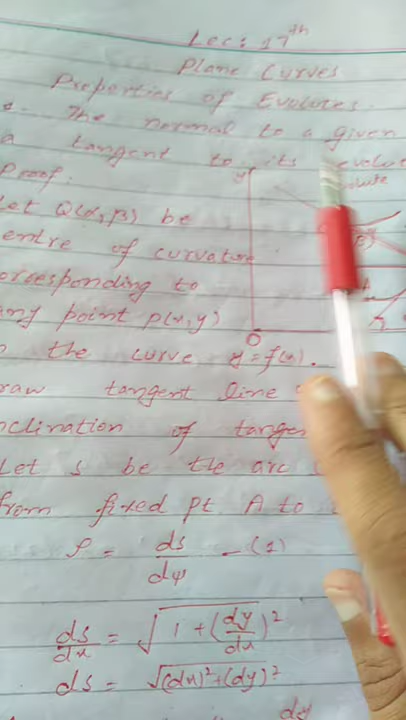 Lec: 17th
Plane Curves
Properties of Evolutes.
The normal to a given
a tangent to its evolute
Proof.
Let Q(α, β) be
centre of curvature
corresponding to
any point P(x, y)
O
the curve y = f(x).
Draw tangent line
inclination of tangent
Let s be the arc
from fixed pt A to
ρ = ds/dψ — (1)
ds/dx = √(1 + (dy/dx)²)
ds = √((dx)² + (dy)²)
dy